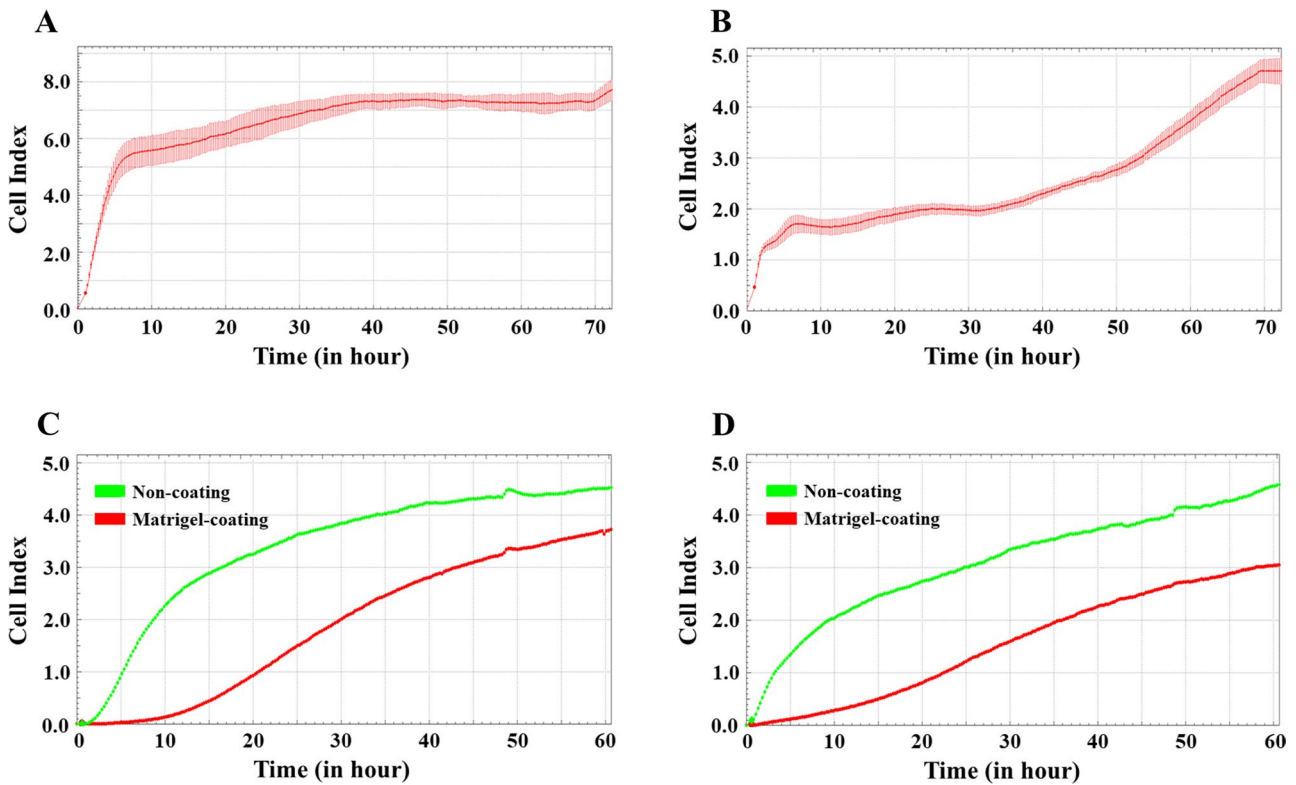 A
Cell Index
8.0
6.0
4.0
2.0
0.0
10 20 30 40 50 60 70
Time (in hour)
B
Cell Index
5.0
4.0
3.0
2.0
1.0
0.0
0 10 20 30 40 50 60 70
Time (in hour)
C
Cell Index
5.0
4.0
3.0
2.0
1.0
0.0
Non-coating
Matrigel-coating
0 10 20 30 40 50 60
Time (in hour)
D
Cell Index
5.0
4.0
3.0
2.0
1.0
0.0
Non-coating
Matrigel-coating
0 10 20 30 40 50 60
Time (in hour)